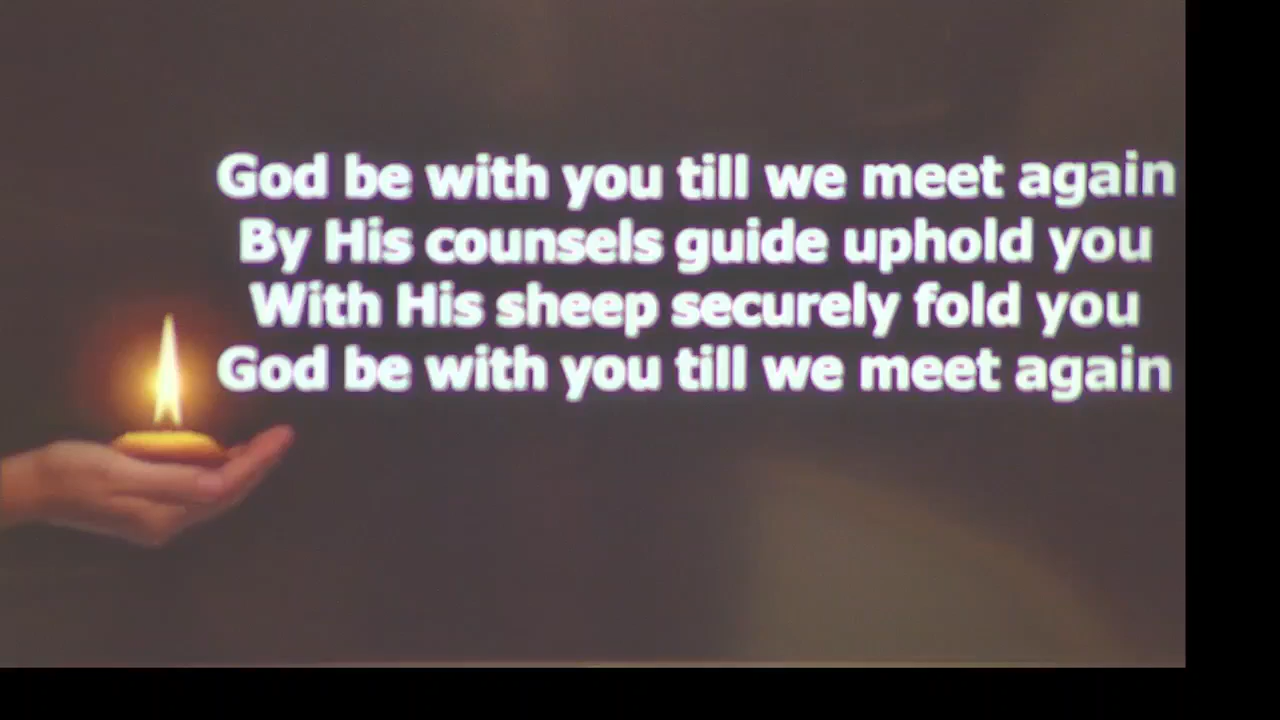 God be with you till we meet again
By His counsels guide uphold you
With His sheep securely fold you
God be with you till we meet again